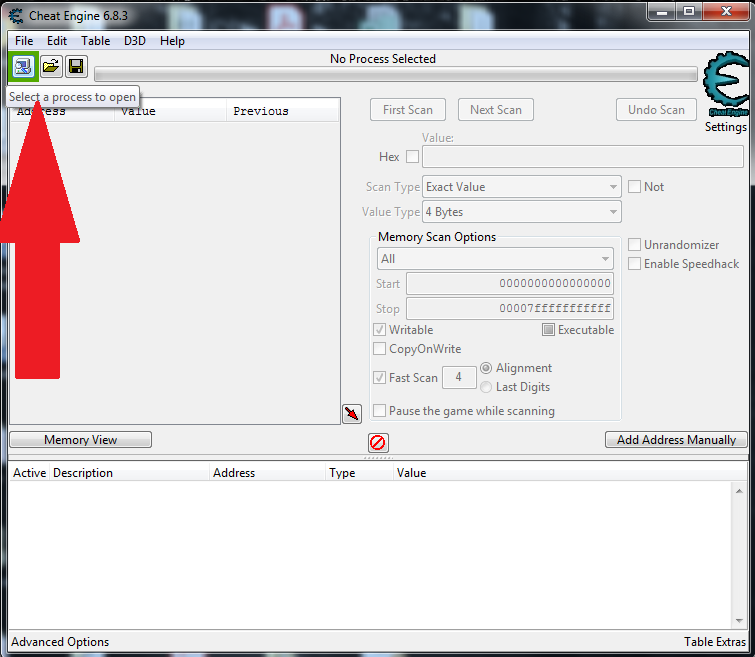 Cheat Engine 6.8.3
File Edit Table D3D Help
No Process Selected
Select a process to open
Address Value Previous
First Scan Next Scan Undo Scan
Cheat Engine
Settings
Value:
Hex
Scan Type Exact Value Not
Value Type 4 Bytes
Memory Scan Options
All
Unrandomizer
Enable Speedhack
Start 0000000000000000
Stop 00007fffffffffff
Writable Executable
CopyOnWrite
Fast Scan 4 Alignment
Last Digits
Pause the game while scanning
Memory View Add Address Manually
Active Description Address Type Value
Advanced Options Table Extras